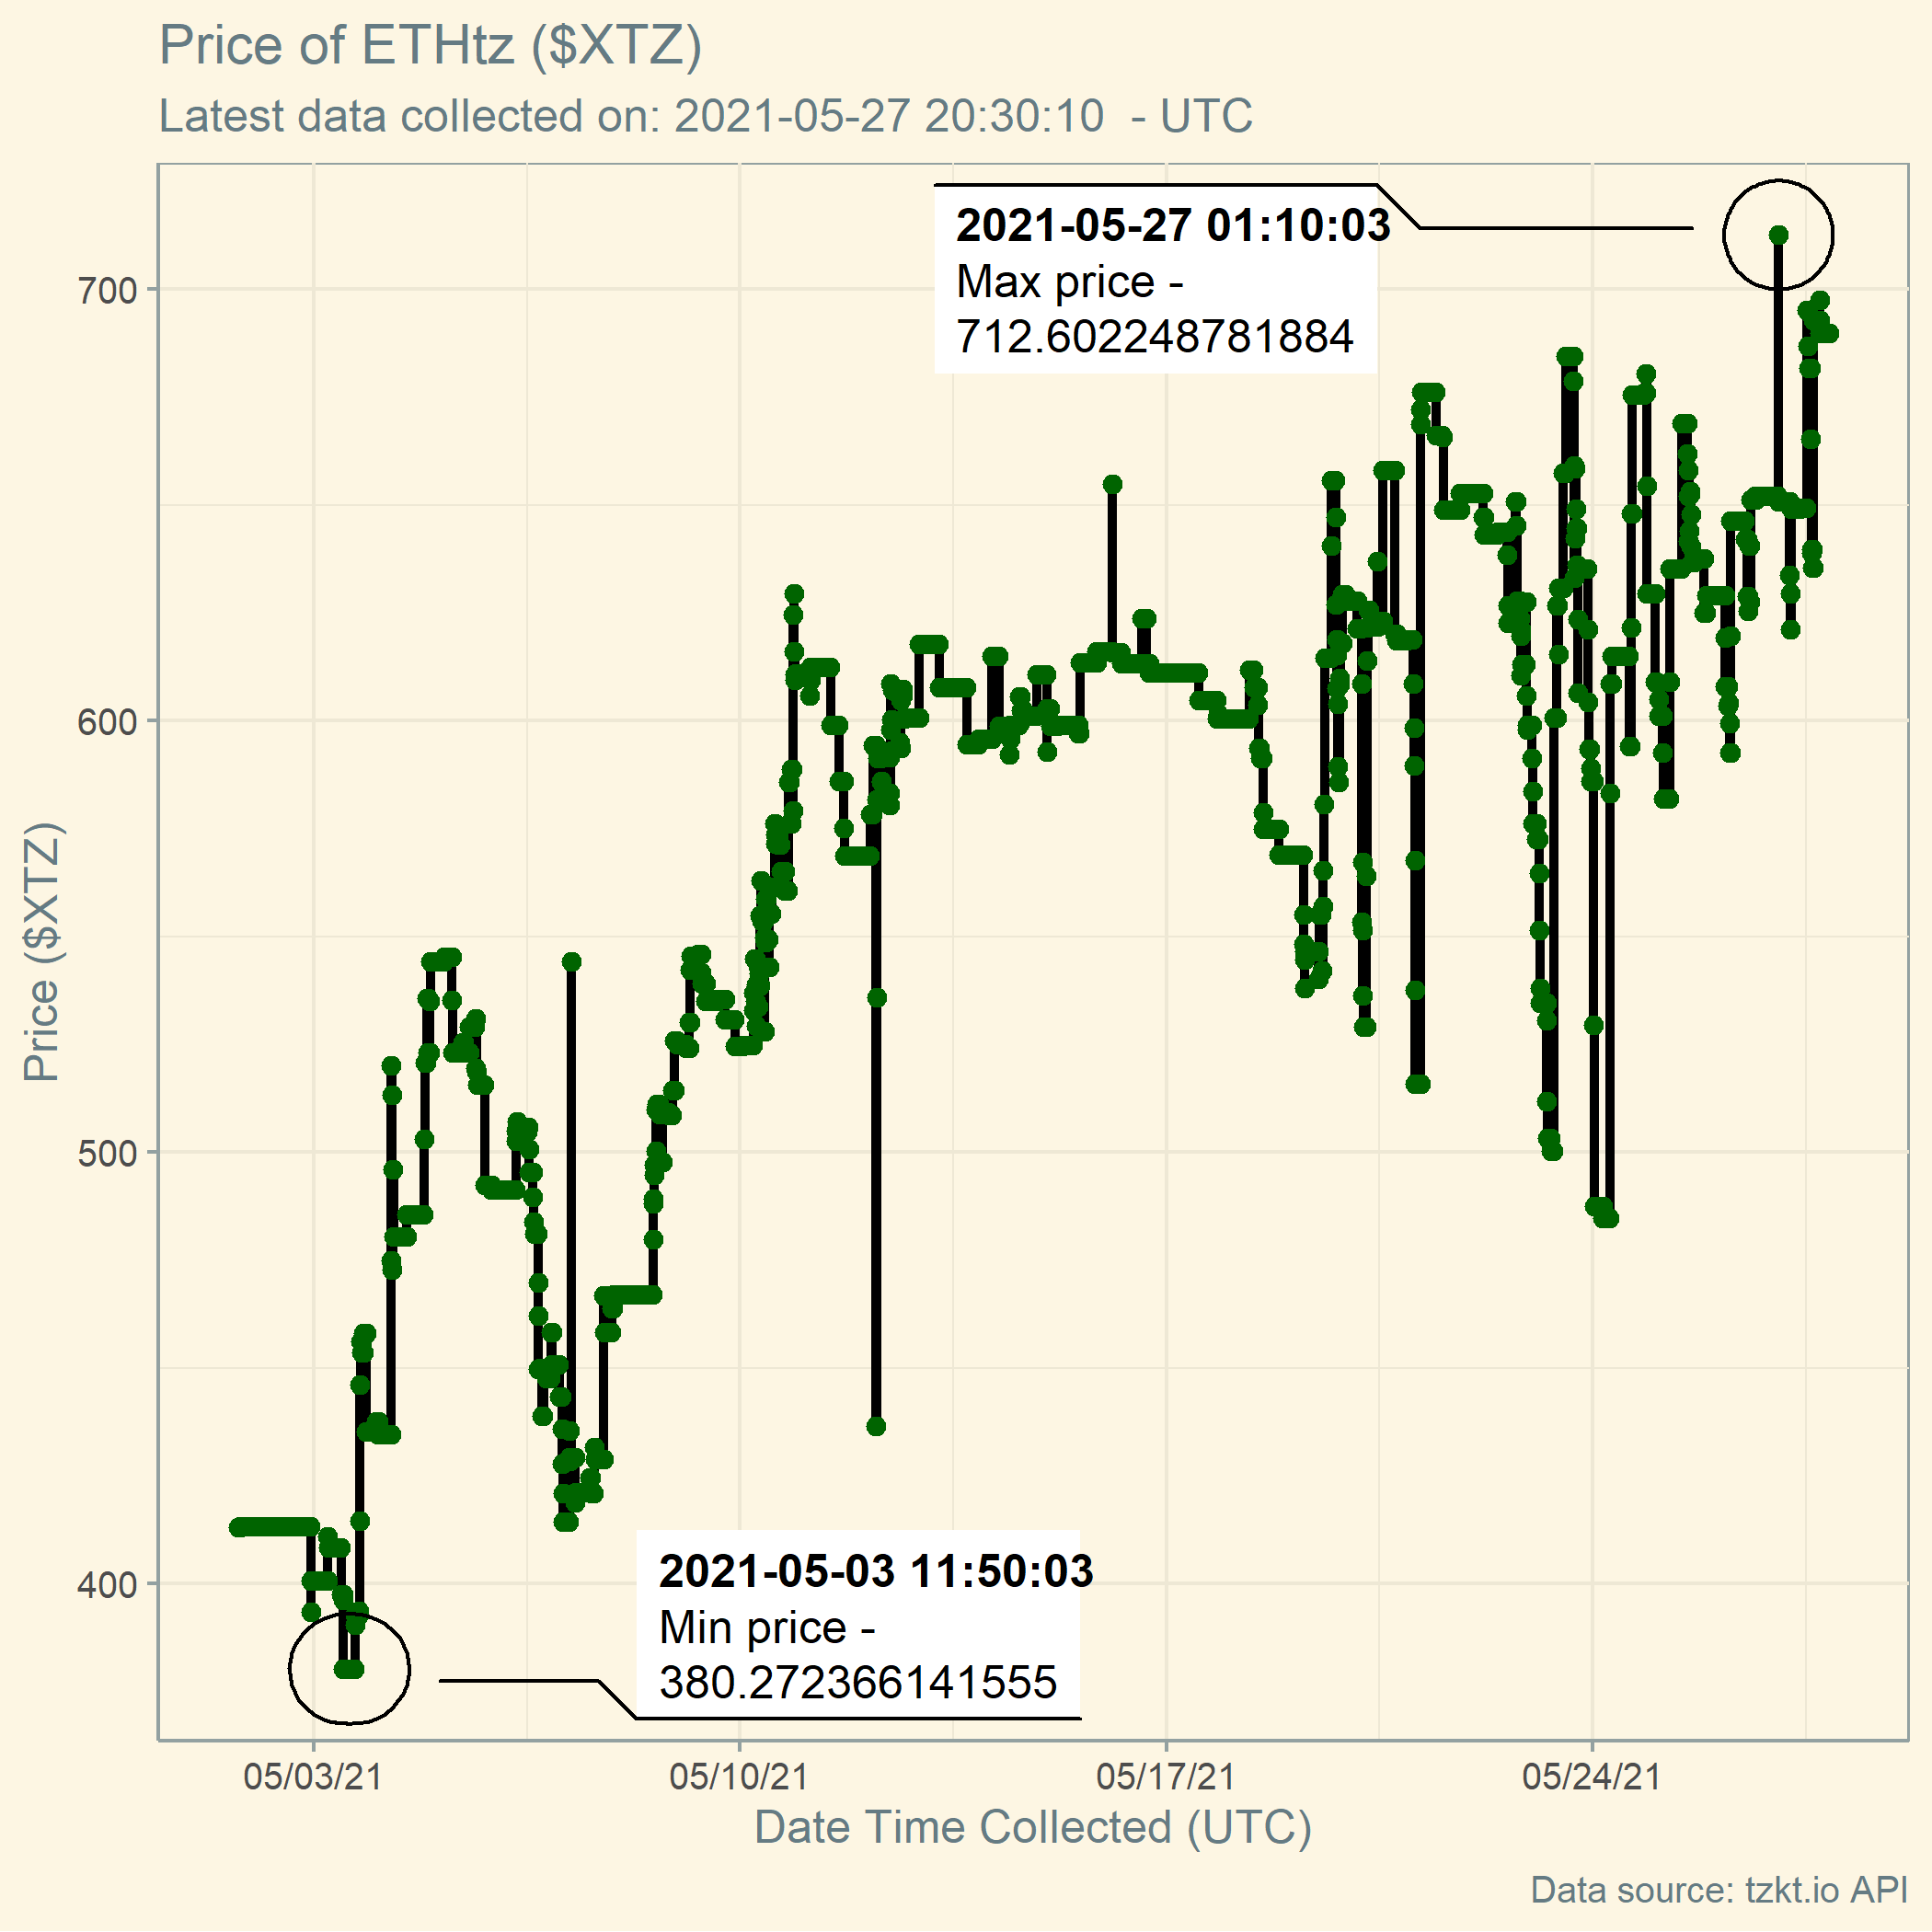 Price of ETHtz ($XTZ)
Latest data collected on: 2021-05-27 20:30:10  - UTC
2021-05-27 01:10:03
Max price -
712.602248781884
700
600
500
400
Price ($XTZ)
2021-05-03 11:50:03
Min price -
380.272366141555
05/03/21
05/10/21
05/17/21
05/24/21
Date Time Collected (UTC)
Data source: tzkt.io API